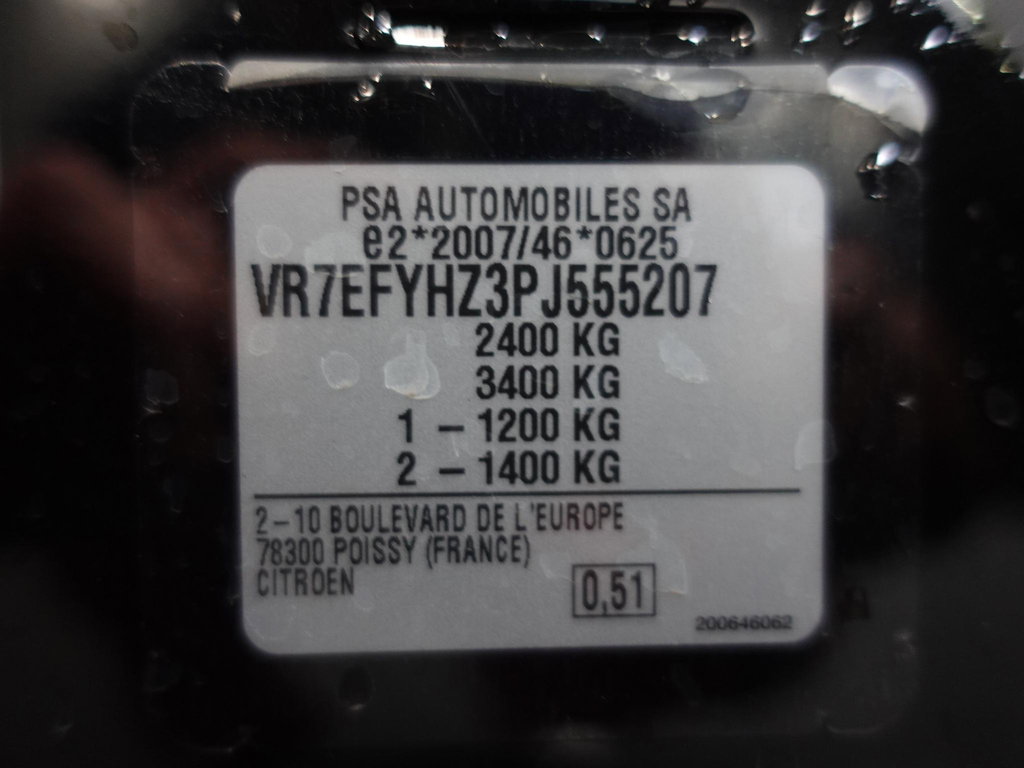 PSA AUTOMOBILES SA
e2*2007/46*0625
VR7EFYHZ3PJ555207
2400 KG
3400 KG
1 – 1200 KG
2 – 1400 KG
2–10 BOULEVARD DE L'EUROPE
78300 POISSY (FRANCE)
CITROEN
0,51
200646062